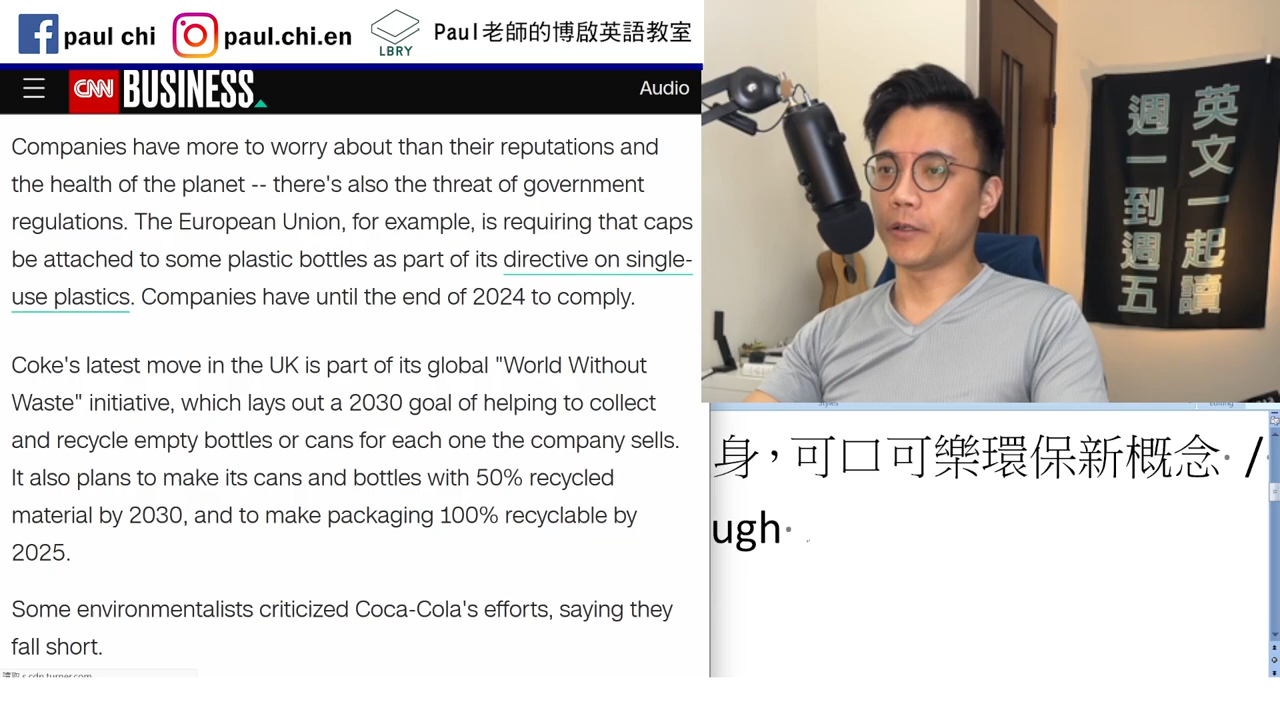 paul chi
paul.chi.en
LBRY
Paul老師的博啟英語教室
CNN BUSINESS
Audio
Companies have more to worry about than their reputations and
the health of the planet -- there's also the threat of government
regulations. The European Union, for example, is requiring that caps
be attached to some plastic bottles as part of its directive on single-
use plastics. Companies have until the end of 2024 to comply.
Coke's latest move in the UK is part of its global "World Without
Waste" initiative, which lays out a 2030 goal of helping to collect
and recycle empty bottles or cans for each one the company sells.
It also plans to make its cans and bottles with 50% recycled
material by 2030, and to make packaging 100% recyclable by
2025.
Some environmentalists criticized Coca-Cola's efforts, saying they
fall short.
英文一起讀
週一到週五
身，可口可樂環保新概念 /
ugh